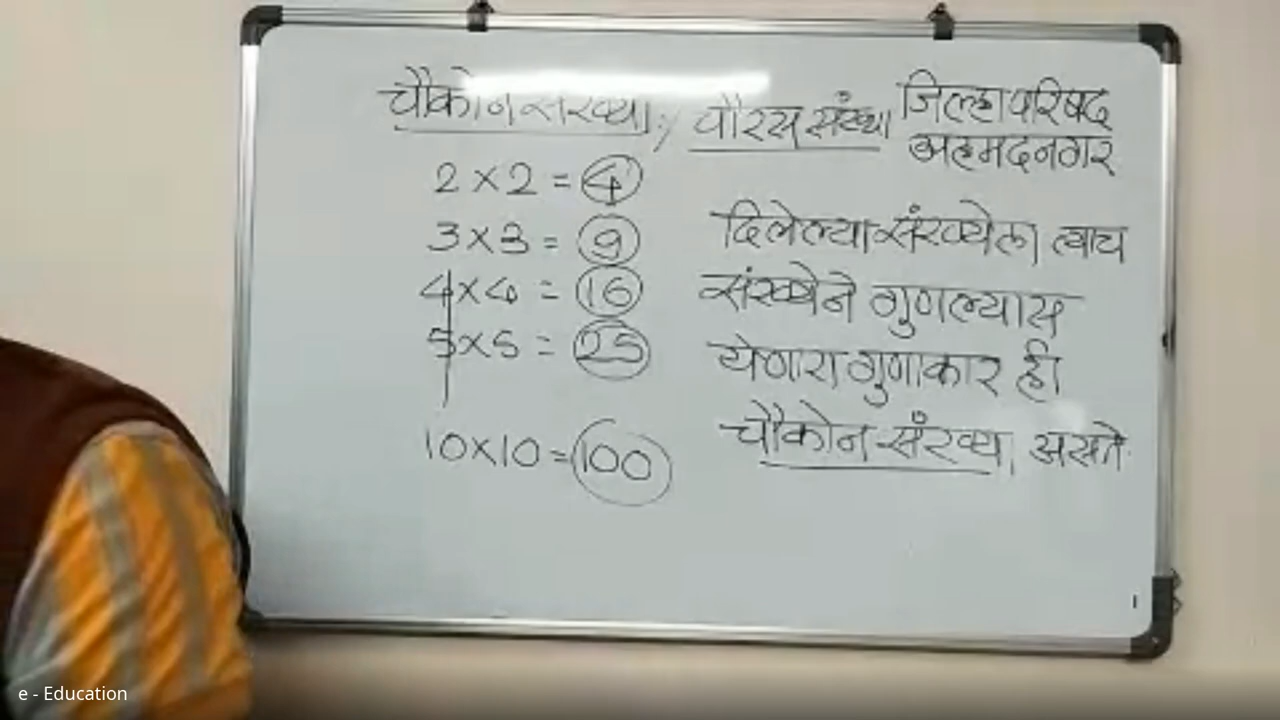 चौकोन संख्या :/ चौरस संख्या
जिल्हा परिषद
अहमदनगर
2 × 2 = 4
3 × 3 = 9
4 × 4 = 16
5 × 5 = 25
10 × 10 = 100
दिलेल्या संख्येला त्याच
संख्येने गुणल्यास
येणारा गुणाकार ही
चौकोन संख्या असते
e - Education